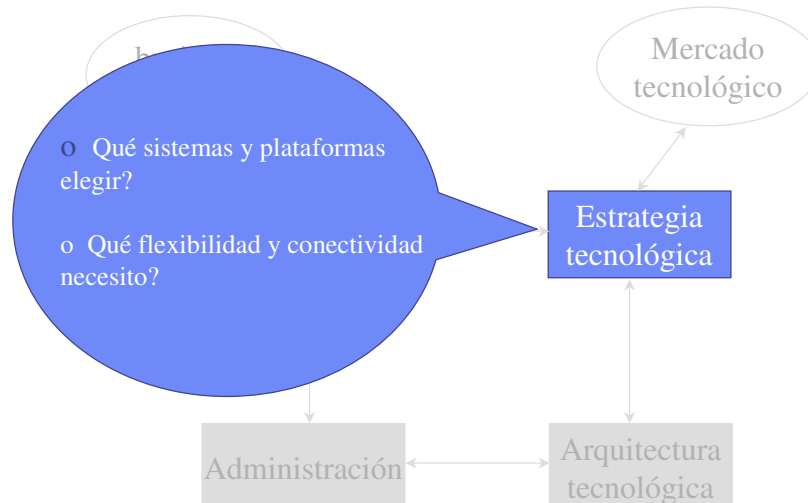 Mercado
tecnológico
o Qué sistemas y plataformas
elegir?
o Qué flexibilidad y conectividad
necesito?
Estrategia
tecnológica
Administración
Arquitectura
tecnológica